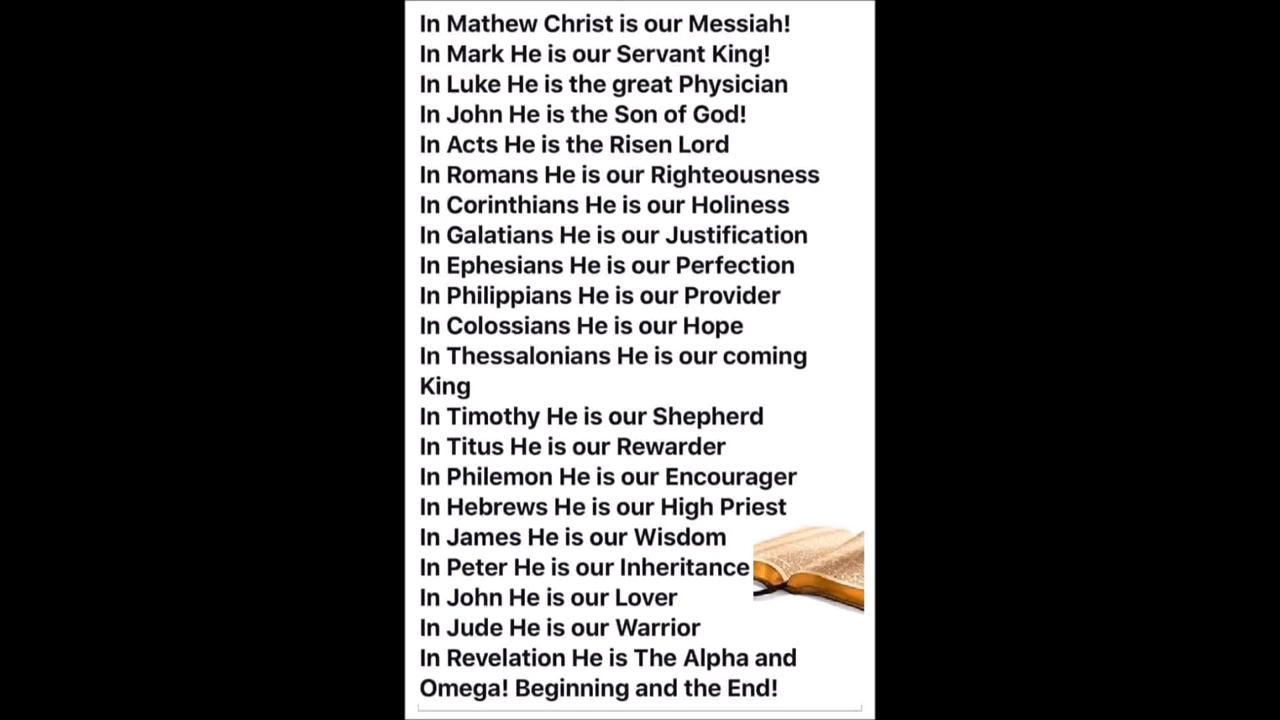 In Mathew Christ is our Messiah!
In Mark He is our Servant King!
In Luke He is the great Physician
In John He is the Son of God!
In Acts He is the Risen Lord
In Romans He is our Righteousness
In Corinthians He is our Holiness
In Galatians He is our Justification
In Ephesians He is our Perfection
In Philippians He is our Provider
In Colossians He is our Hope
In Thessalonians He is our coming
King
In Timothy He is our Shepherd
In Titus He is our Rewarder
In Philemon He is our Encourager
In Hebrews He is our High Priest
In James He is our Wisdom
In Peter He is our Inheritance
In John He is our Lover
In Jude He is our Warrior
In Revelation He is The Alpha and
Omega! Beginning and the End!